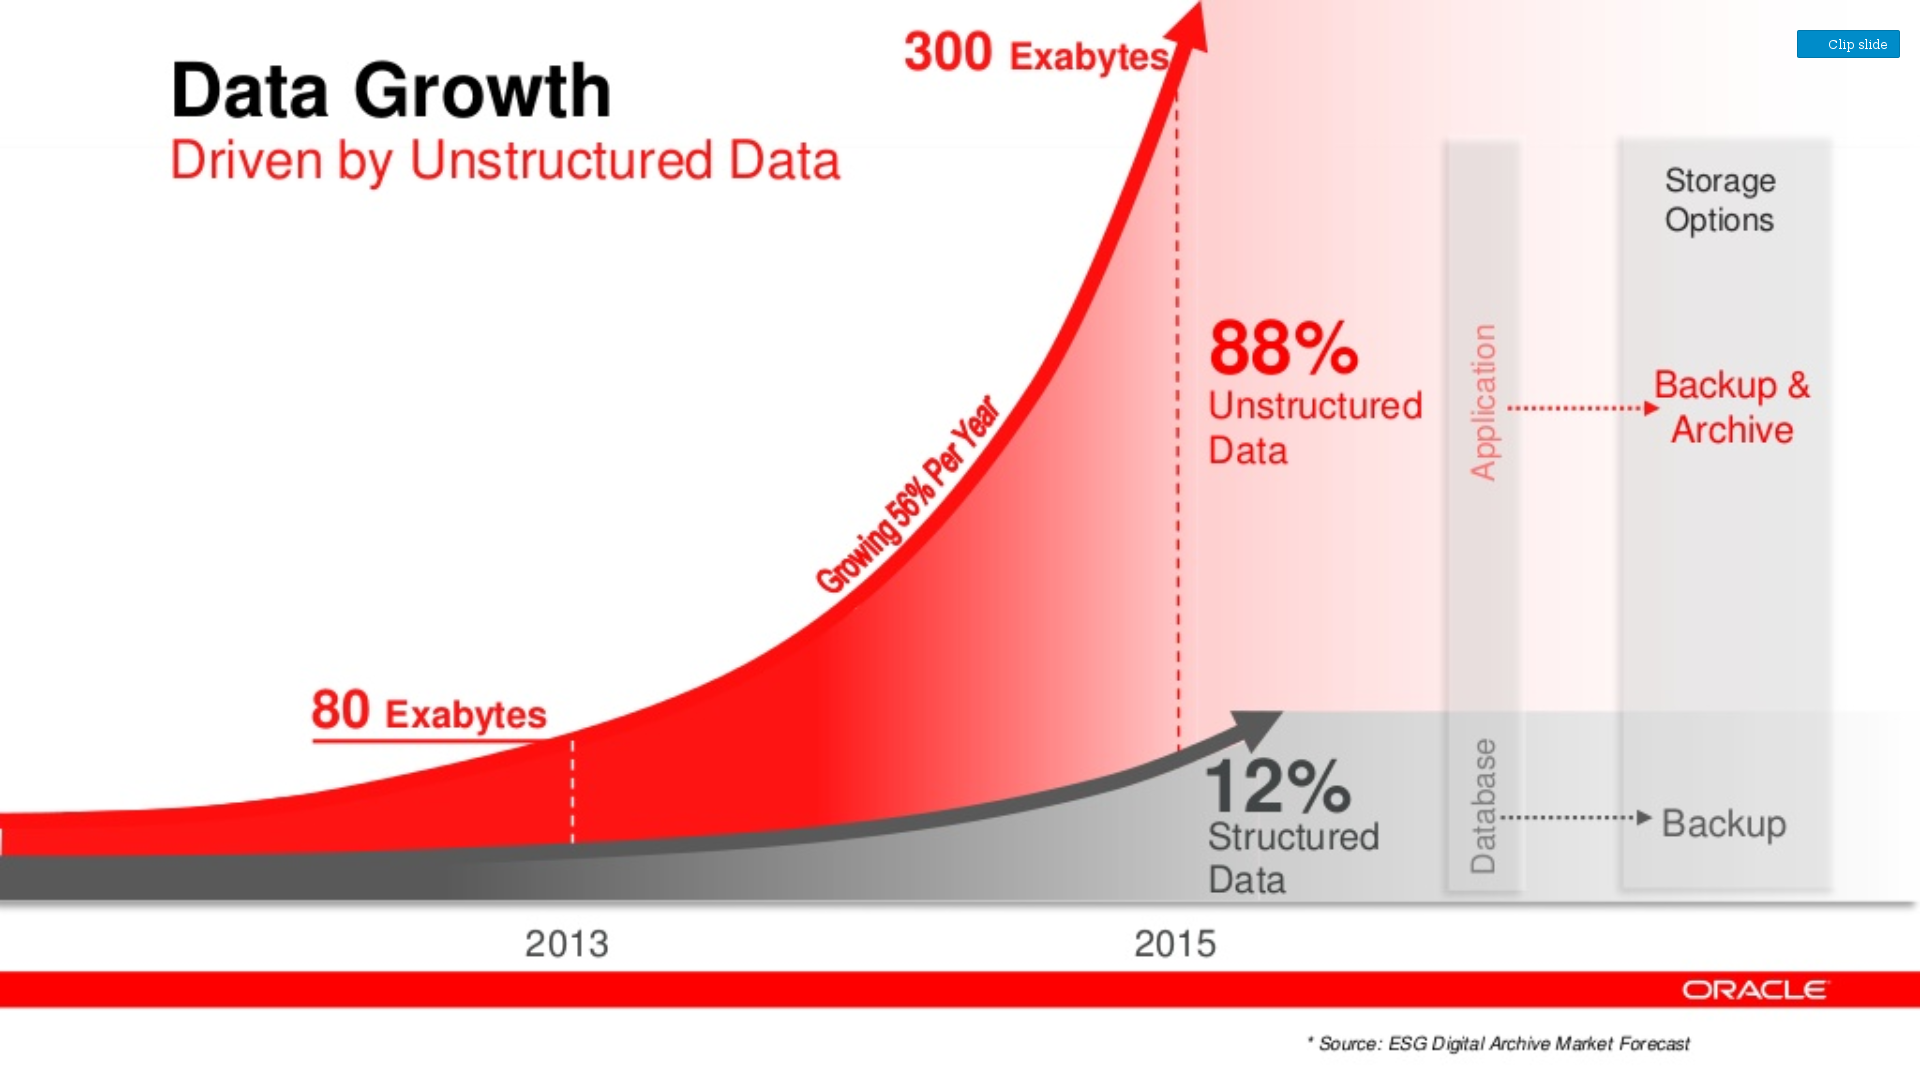 Clip slide
Data Growth
Driven by Unstructured Data
300 Exabytes
Growing 56% Per Year
80 Exabytes
88%
Unstructured
Data
12%
Structured
Data
Application
Database
Storage
Options
Backup &
Archive
Backup
2013
2015
ORACLE
* Source: ESG Digital Archive Market Forecast